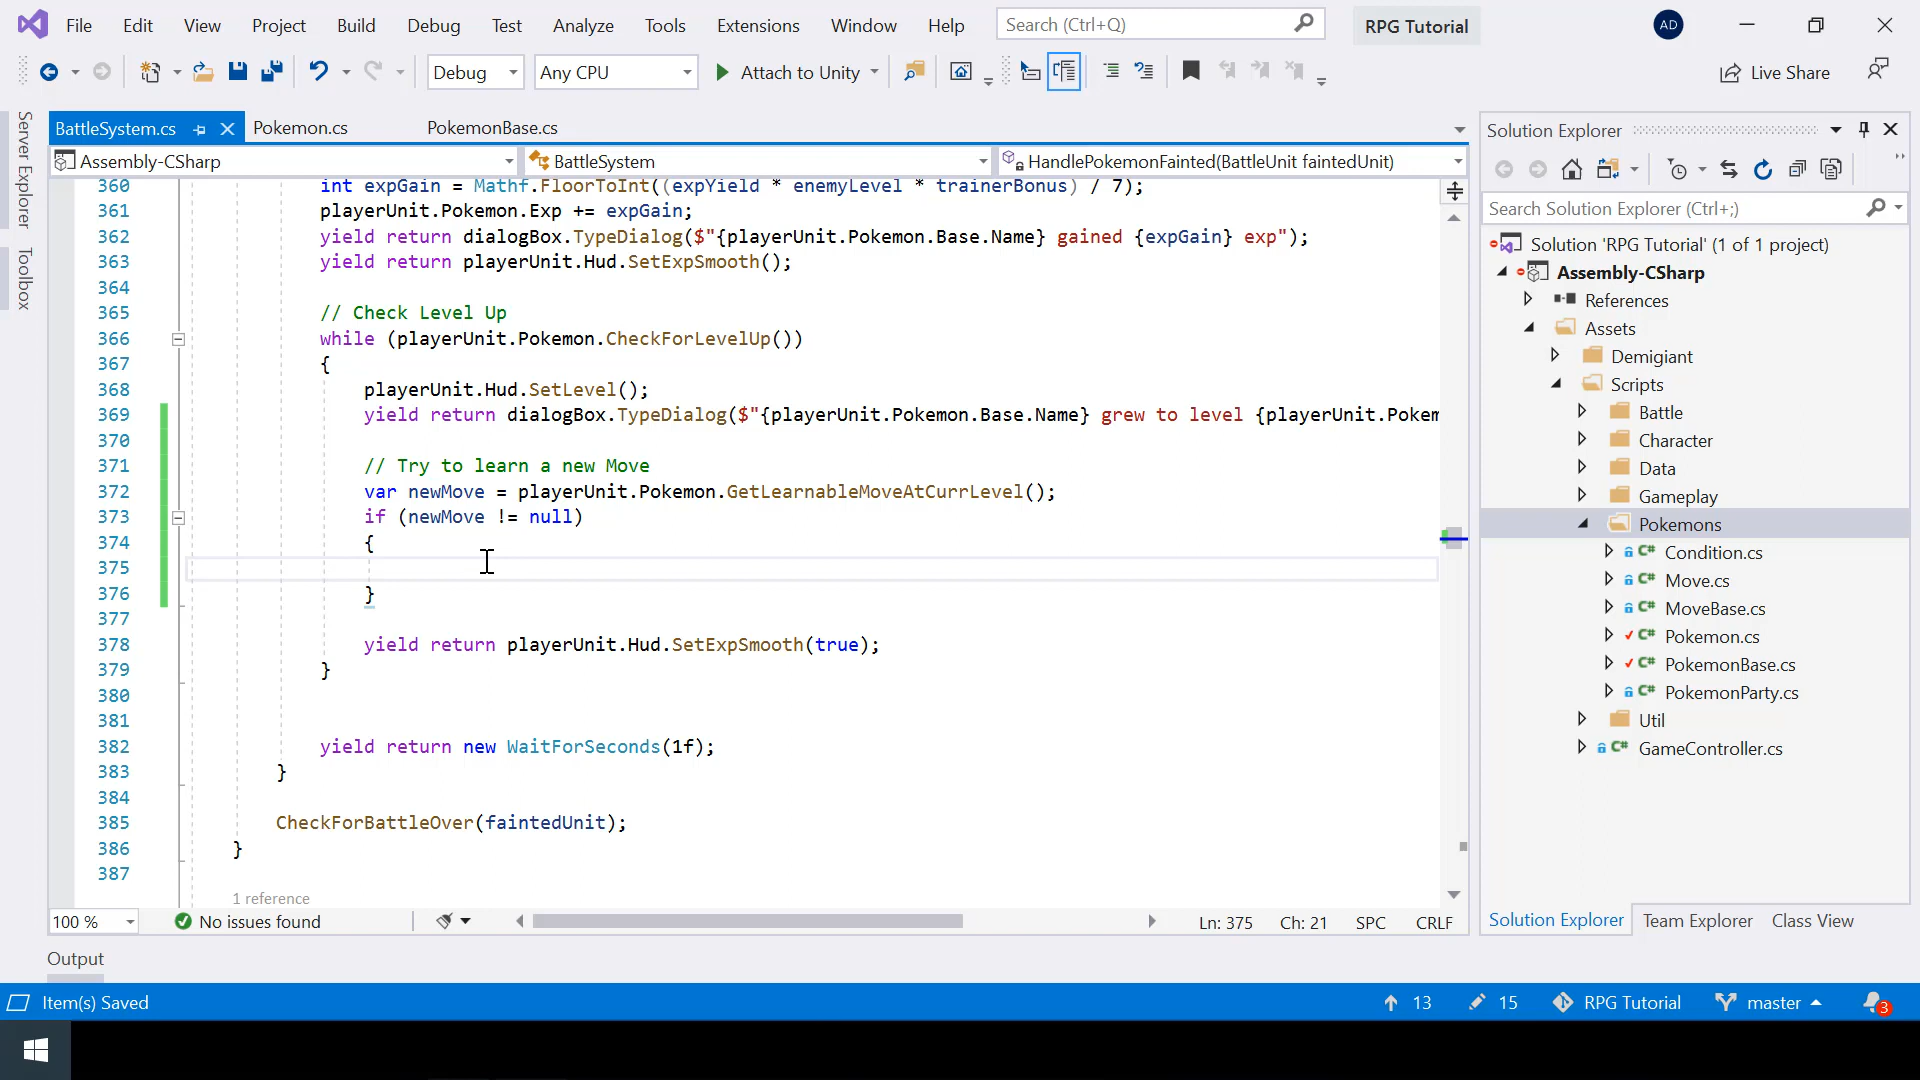 File Edit View Project Build Debug Test Analyze Tools Extensions Window Help Search (Ctrl+Q) RPG Tutorial AD
Debug Any CPU Attach to Unity Live Share
Server Explorer
Toolbox
BattleSystem.cs Pokemon.cs PokemonBase.cs
Assembly-CSharp BattleSystem HandlePokemonFainted(BattleUnit faintedUnit)
360 int expGain = Mathf.FloorToInt((expYield * enemyLevel * trainerBonus) / 7);
361 playerUnit.Pokemon.Exp += expGain;
362 yield return dialogBox.TypeDialog($"{playerUnit.Pokemon.Base.Name} gained {expGain} exp");
363 yield return playerUnit.Hud.SetExpSmooth();
364
365 // Check Level Up
366 while (playerUnit.Pokemon.CheckForLevelUp())
367 {
368 playerUnit.Hud.SetLevel();
369 yield return dialogBox.TypeDialog($"{playerUnit.Pokemon.Base.Name} grew to level {playerUnit.Pokem
370
371 // Try to learn a new Move
372 var newMove = playerUnit.Pokemon.GetLearnableMoveAtCurrLevel();
373 if (newMove != null)
374 {
375
376 }
377
378 yield return playerUnit.Hud.SetExpSmooth(true);
379 }
380
381
382 yield return new WaitForSeconds(1f);
383 }
384
385 CheckForBattleOver(faintedUnit);
386 }
387
1 reference
100 % No issues found Ln: 375 Ch: 21 SPC CRLF
Output
Solution Explorer
Search Solution Explorer (Ctrl+;)
Solution 'RPG Tutorial' (1 of 1 project)
Assembly-CSharp
References
Assets
Demigiant
Scripts
Battle
Character
Data
Gameplay
Pokemons
C# Condition.cs
C# Move.cs
C# MoveBase.cs
C# Pokemon.cs
C# PokemonBase.cs
C# PokemonParty.cs
Util
C# GameController.cs
Solution Explorer Team Explorer Class View
Item(s) Saved 13 15 RPG Tutorial master 3